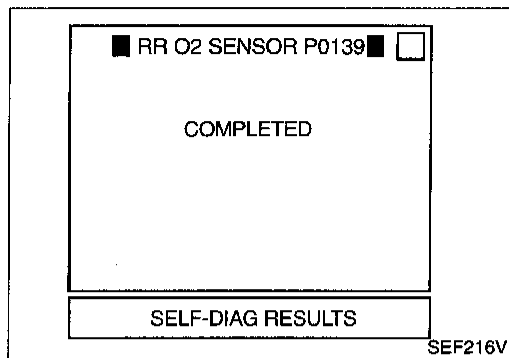 RR O2 SENSOR P0139
COMPLETED
SELF-DIAG RESULTS
SEF216V